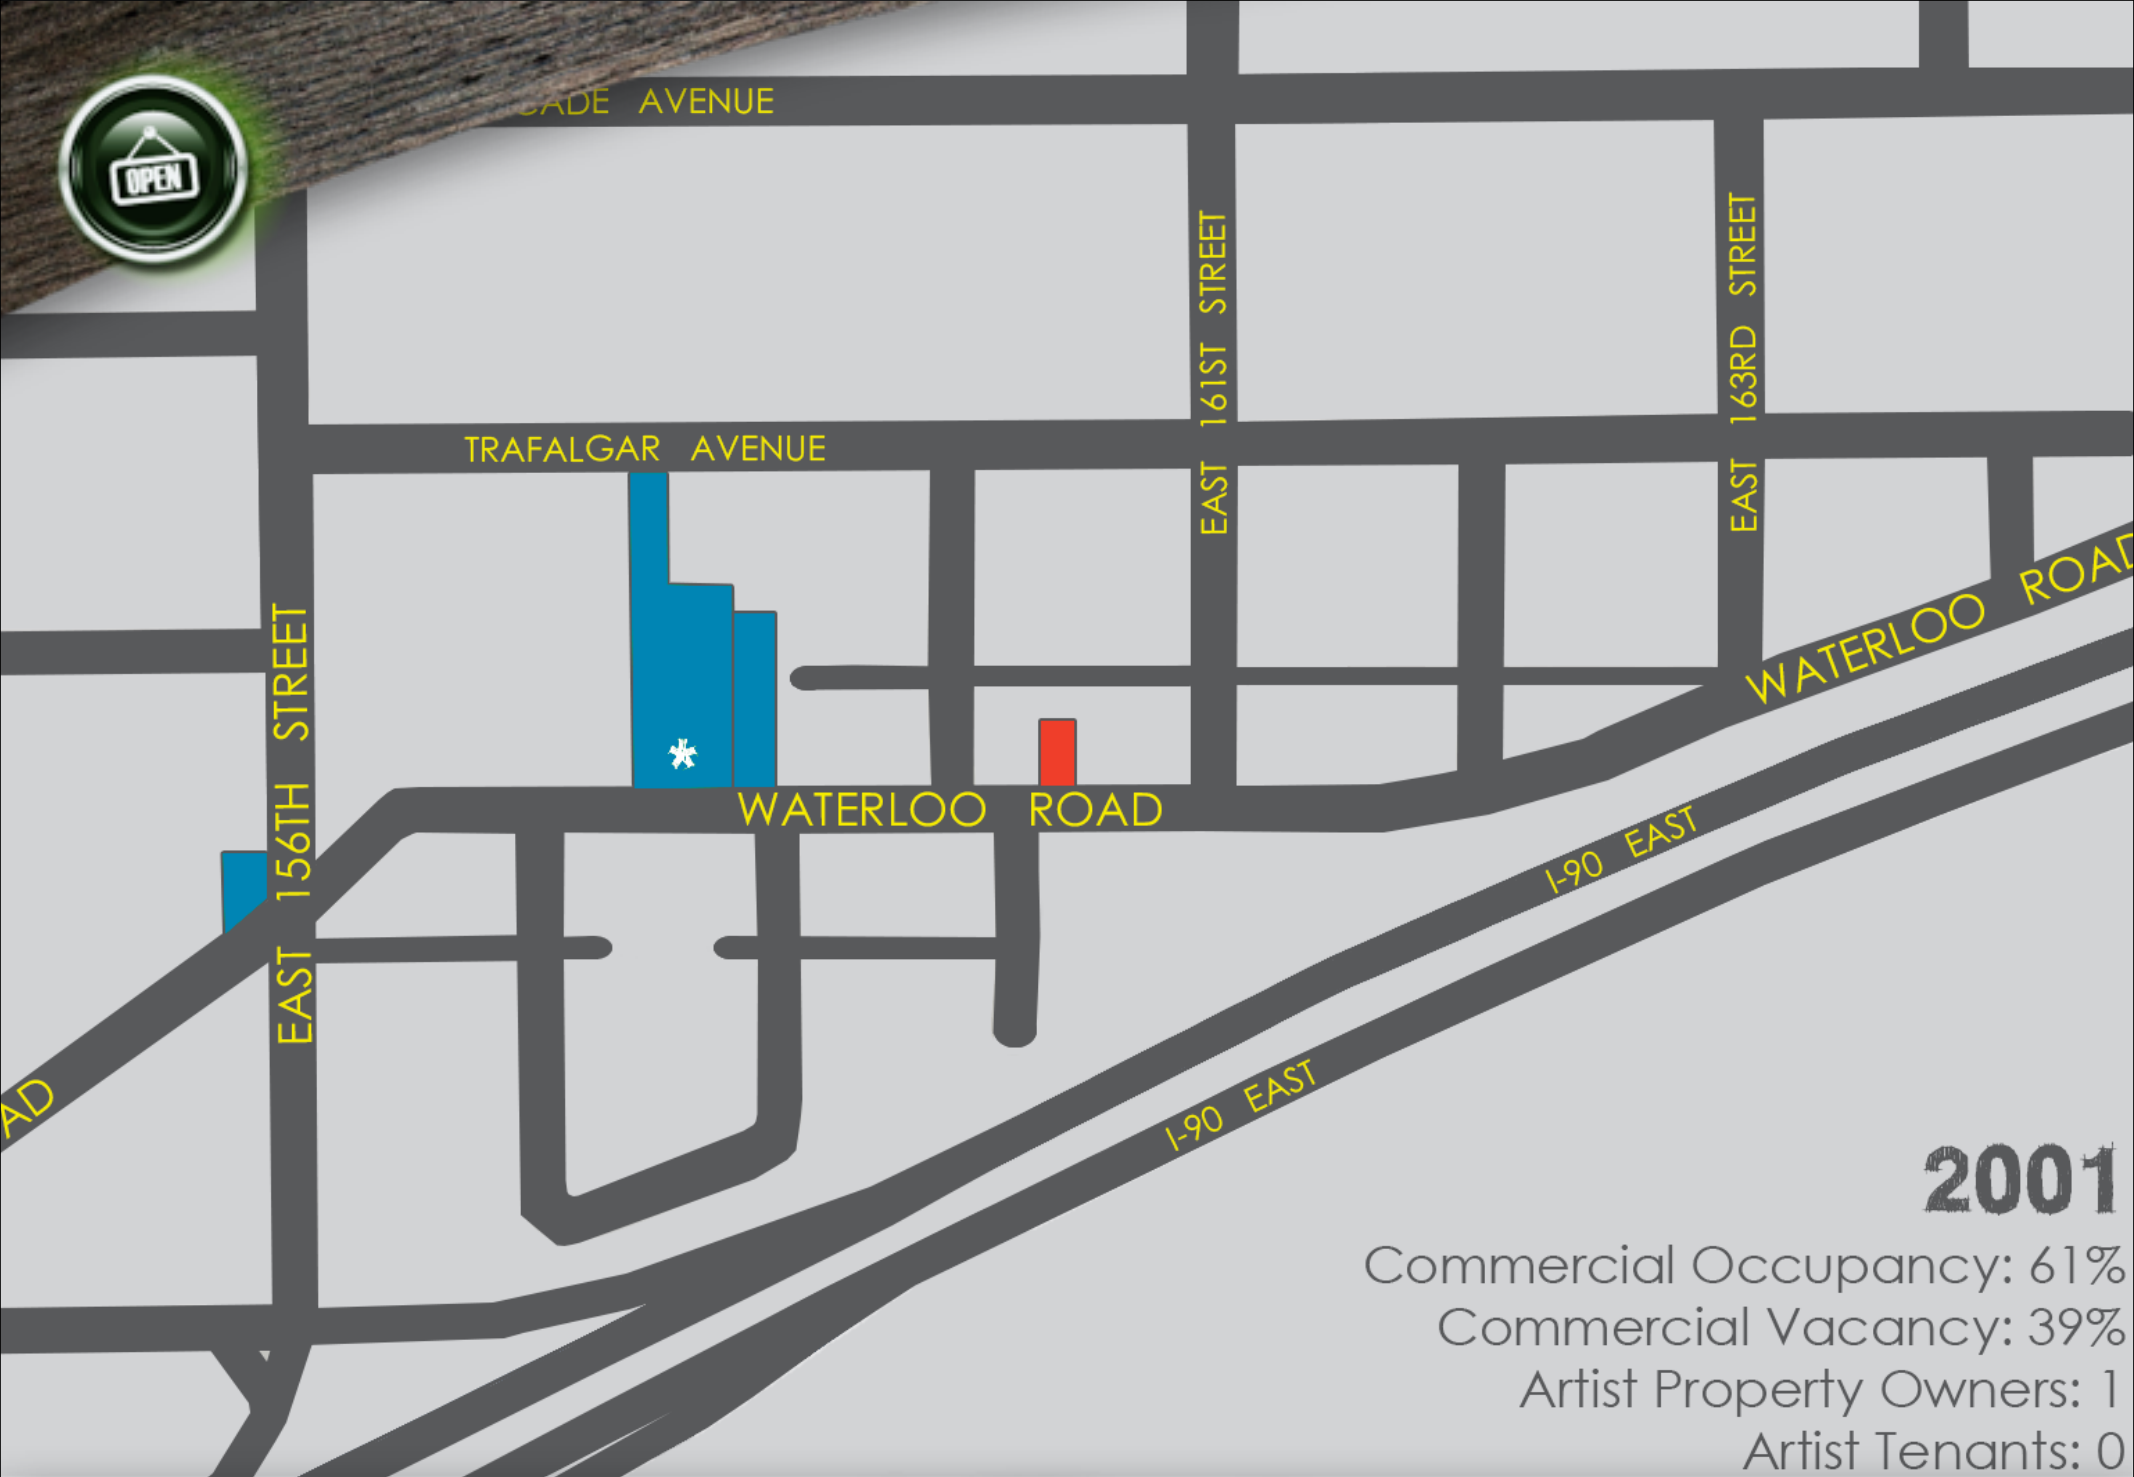 OPEN
CADE AVENUE
EAST 161ST STREET
EAST 163RD STREET
TRAFALGAR AVENUE
EAST 156TH STREET
WATERLOO ROAD
*
WATERLOO ROAD
I-90 EAST
I-90 EAST
AD
2001
Commercial Occupancy: 61%
Commercial Vacancy: 39%
Artist Property Owners: 1
Artist Tenants: 0